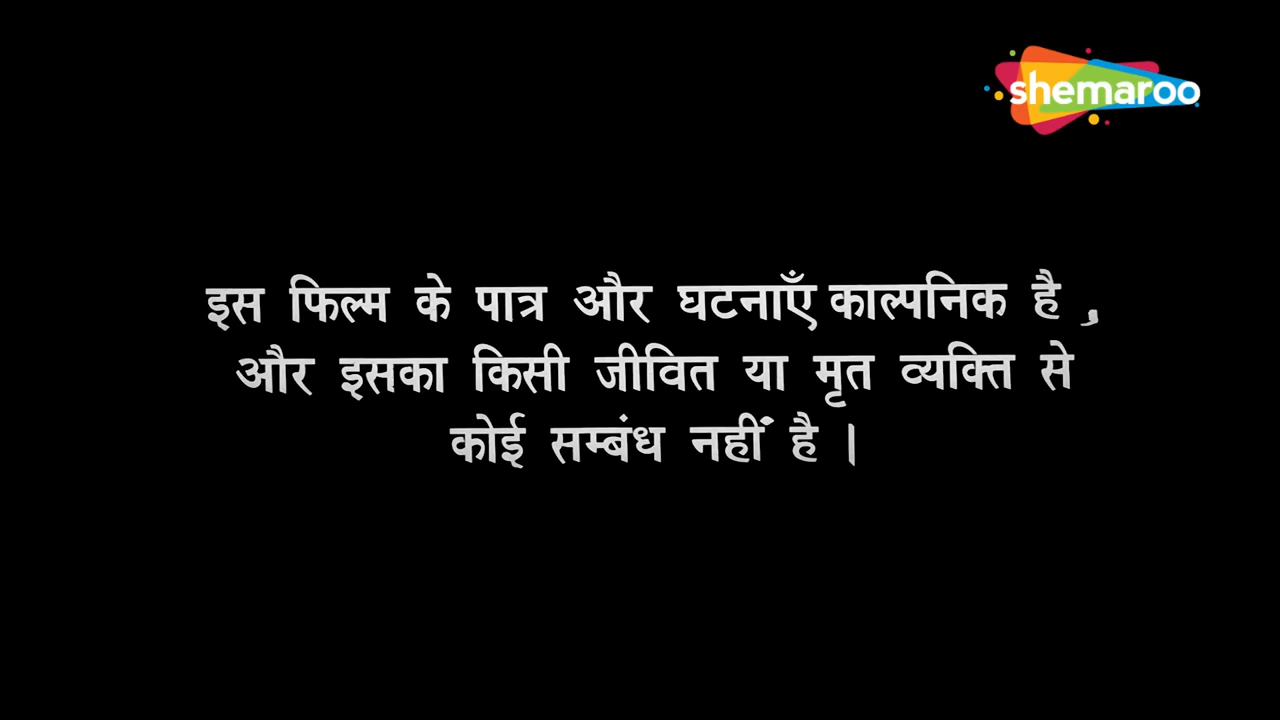 shemaroo
इस फिल्म के पात्र और घटनाएँ काल्पनिक है ,
और इसका किसी जीवित या मृत व्यक्ति से
कोई सम्बंध नहीं है ।